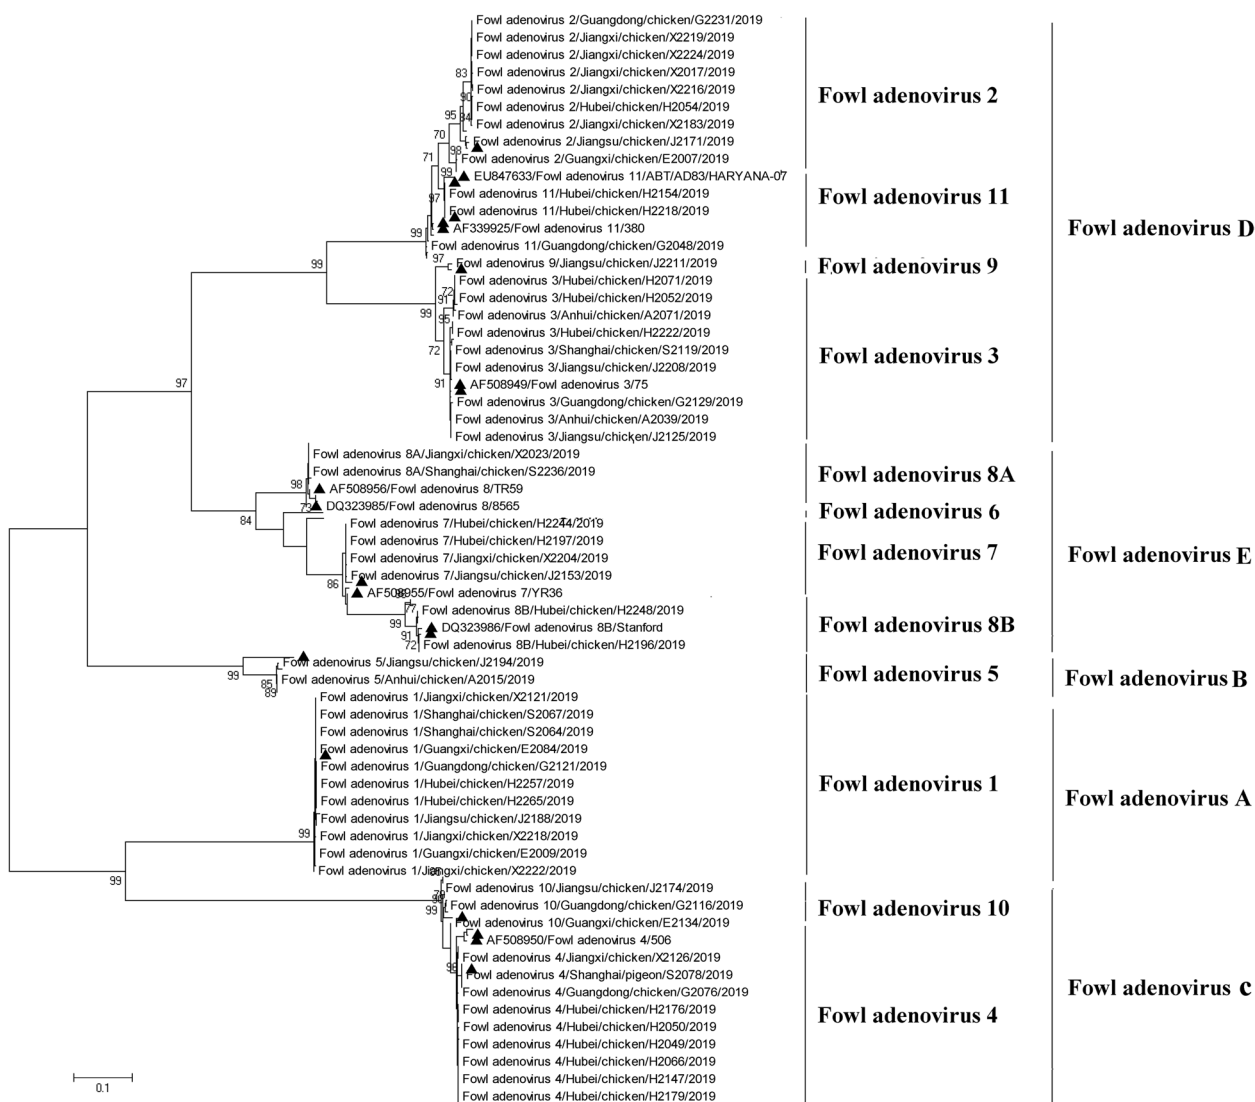 Fowl adenovirus 2/Guangdong/chicken/G2231/2019
Fowl adenovirus 2/Jiangxi/chicken/X2219/2019
Fowl adenovirus 2/Jiangxi/chicken/X2224/2019
83
Fowl adenovirus 2/Jiangxi/chicken/X2017/2019
Fowl adenovirus 2/Jiangxi/chicken/X2216/2019
Fowl adenovirus 2
90
Fowl adenovirus 2/Hubei/chicken/H2054/2019
95
84
Fowl adenovirus 2/Jiangxi/chicken/X2183/2019
70
Fowl adenovirus 2/Jiangsu/chicken/J2171/2019
98
71
Fowl adenovirus 2/Guangxi/chicken/E2007/2019
99
EU847633/Fowl adenovirus 11/ABT/AD83/HARYANA-07
97
Fowl adenovirus 11/Hubei/chicken/H2154/2019
Fowl adenovirus 11
Fowl adenovirus 11/Hubei/chicken/H2218/2019
AF339925/Fowl adenovirus 11/380
Fowl adenovirus D
99
Fowl adenovirus 11/Guangdong/chicken/G2048/2019
99
97
Fowl adenovirus 9/Jiangsu/chicken/J2211/2019
Fowl adenovirus 9
Fowl adenovirus 3/Hubei/chicken/H2071/2019
72
91
Fowl adenovirus 3/Hubei/chicken/H2052/2019
99
95
Fowl adenovirus 3/Anhui/chicken/A2071/2019
Fowl adenovirus 3/Hubei/chicken/H2222/2019
72
Fowl adenovirus 3/Shanghai/chicken/S2119/2019
Fowl adenovirus 3
Fowl adenovirus 3/Jiangsu/chicken/J2208/2019
97
91
AF508949/Fowl adenovirus 3/75
Fowl adenovirus 3/Guangdong/chicken/G2129/2019
Fowl adenovirus 3/Anhui/chicken/A2039/2019
Fowl adenovirus 3/Jiangsu/chicken/J2125/2019
Fowl adenovirus 8A/Jiangxi/chicken/X2023/2019
Fowl adenovirus 8A/Shanghai/chicken/S2236/2019
Fowl adenovirus 8A
98
AF508956/Fowl adenovirus 8/TR59
73
DQ323985/Fowl adenovirus 8/8565
Fowl adenovirus 6
84
Fowl adenovirus 7/Hubei/chicken/H2244/2019
Fowl adenovirus 7/Hubei/chicken/H2197/2019
Fowl adenovirus 7
Fowl adenovirus E
Fowl adenovirus 7/Jiangxi/chicken/X2204/2019
Fowl adenovirus 7/Jiangsu/chicken/J2153/2019
86
AF508955/Fowl adenovirus 7/YR36
77
Fowl adenovirus 8B/Hubei/chicken/H2248/2019
99
DQ323986/Fowl adenovirus 8B/Stanford
Fowl adenovirus 8B
91
72
Fowl adenovirus 8B/Hubei/chicken/H2196/2019
Fowl adenovirus 5/Jiangsu/chicken/J2194/2019
99
Fowl adenovirus 5
Fowl adenovirus B
85
Fowl adenovirus 5/Anhui/chicken/A2015/2019
89
Fowl adenovirus 1/Jiangxi/chicken/X2121/2019
Fowl adenovirus 1/Shanghai/chicken/S2067/2019
Fowl adenovirus 1/Shanghai/chicken/S2064/2019
Fowl adenovirus 1/Guangxi/chicken/E2084/2019
Fowl adenovirus 1/Guangdong/chicken/G2121/2019
Fowl adenovirus 1/Hubei/chicken/H2257/2019
Fowl adenovirus 1
Fowl adenovirus A
Fowl adenovirus 1/Hubei/chicken/H2265/2019
Fowl adenovirus 1/Jiangsu/chicken/J2188/2019
99
Fowl adenovirus 1/Jiangxi/chicken/X2218/2019
Fowl adenovirus 1/Guangxi/chicken/E2009/2019
Fowl adenovirus 1/Jiangxi/chicken/X2222/2019
99
Fowl adenovirus 10/Jiangsu/chicken/J2174/2019
Fowl adenovirus 10/Guangdong/chicken/G2116/2019
Fowl adenovirus 10
99
Fowl adenovirus 10/Guangxi/chicken/E2134/2019
AF508950/Fowl adenovirus 4/506
Fowl adenovirus 4/Jiangxi/chicken/X2126/2019
Fowl adenovirus 4/Shanghai/pigeon/S2078/2019
Fowl adenovirus c
Fowl adenovirus 4/Guangdong/chicken/G2076/2019
Fowl adenovirus 4/Hubei/chicken/H2176/2019
Fowl adenovirus 4
Fowl adenovirus 4/Hubei/chicken/H2050/2019
Fowl adenovirus 4/Hubei/chicken/H2049/2019
Fowl adenovirus 4/Hubei/chicken/H2066/2019
Fowl adenovirus 4/Hubei/chicken/H2147/2019
0.1
Fowl adenovirus 4/Hubei/chicken/H2179/2019